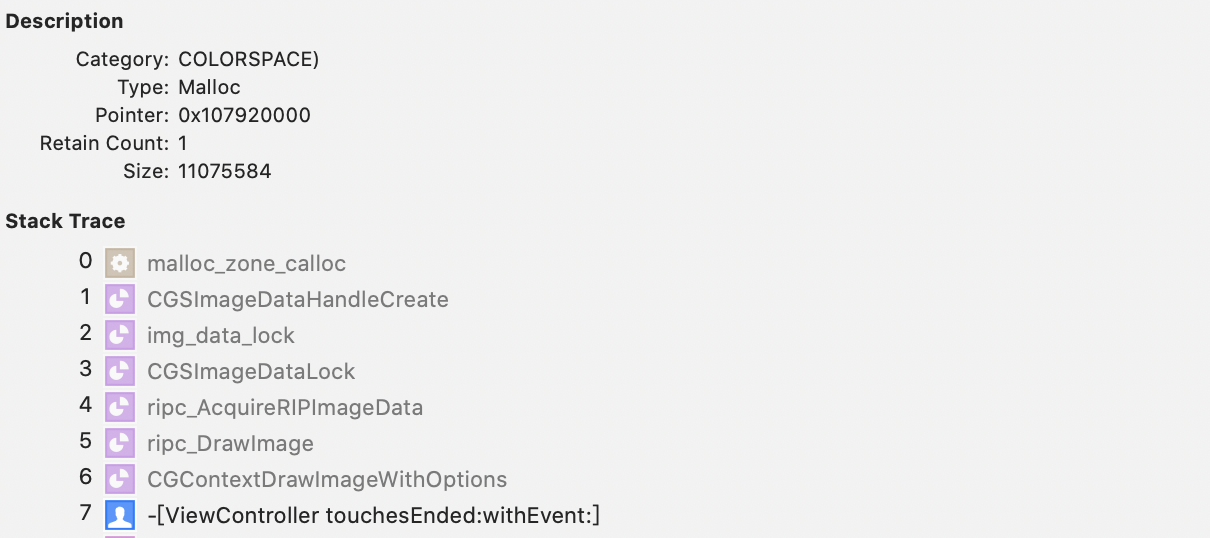 Description
Category: COLORSPACE)
Type: Malloc
Pointer: 0x107920000
Retain Count: 1
Size: 11075584
Stack Trace
0 malloc_zone_calloc
1 CGSImageDataHandleCreate
2 img_data_lock
3 CGSImageDataLock
4 ripc_AcquireRIPImageData
5 ripc_DrawImage
6 CGContextDrawImageWithOptions
7 -[ViewController touchesEnded:withEvent:]